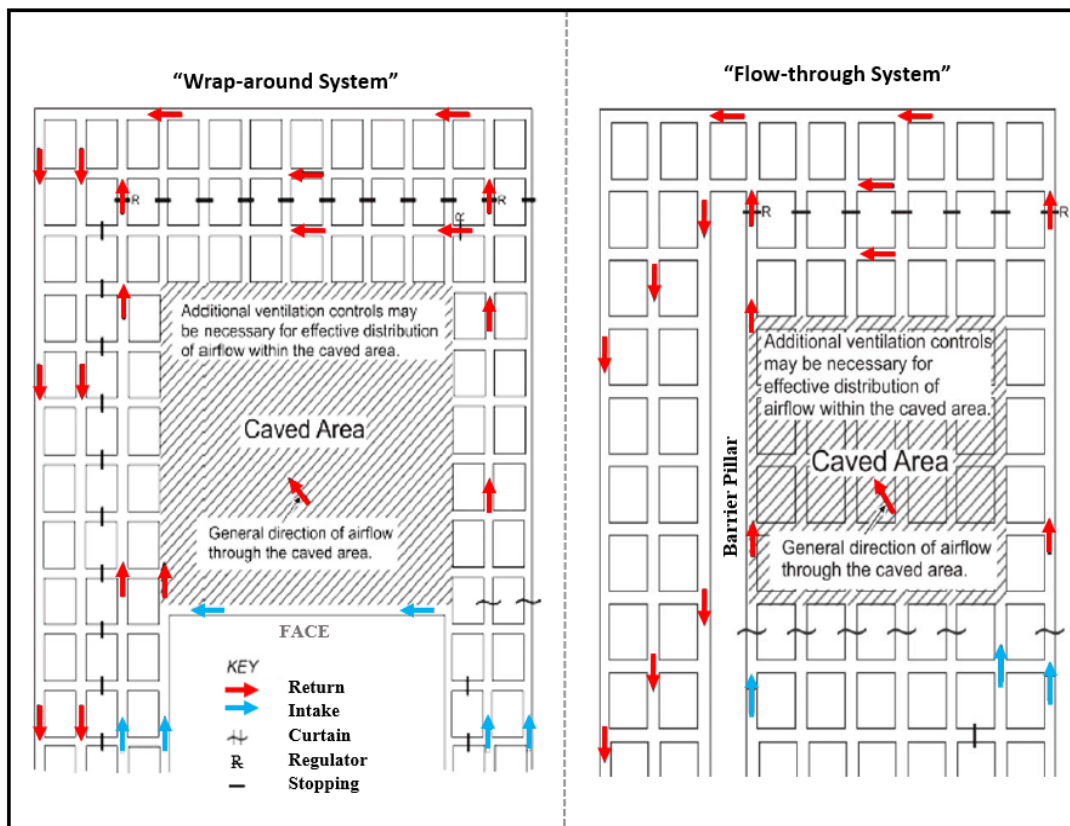 “Wrap-around System”
R
R
R
Additional ventilation controls may
be necessary for effective distribution
of airflow within the caved area.
Caved Area
General direction of airflow
through the caved area.
FACE
KEY
Return
Intake
Curtain
R Regulator
Stopping
“Flow-through System”
R
R
Additional ventilation controls
may be necessary for
effective distribution of
airflow within the caved area.
Caved Area
Barrier Pillar
General direction of airflow
through the caved area.